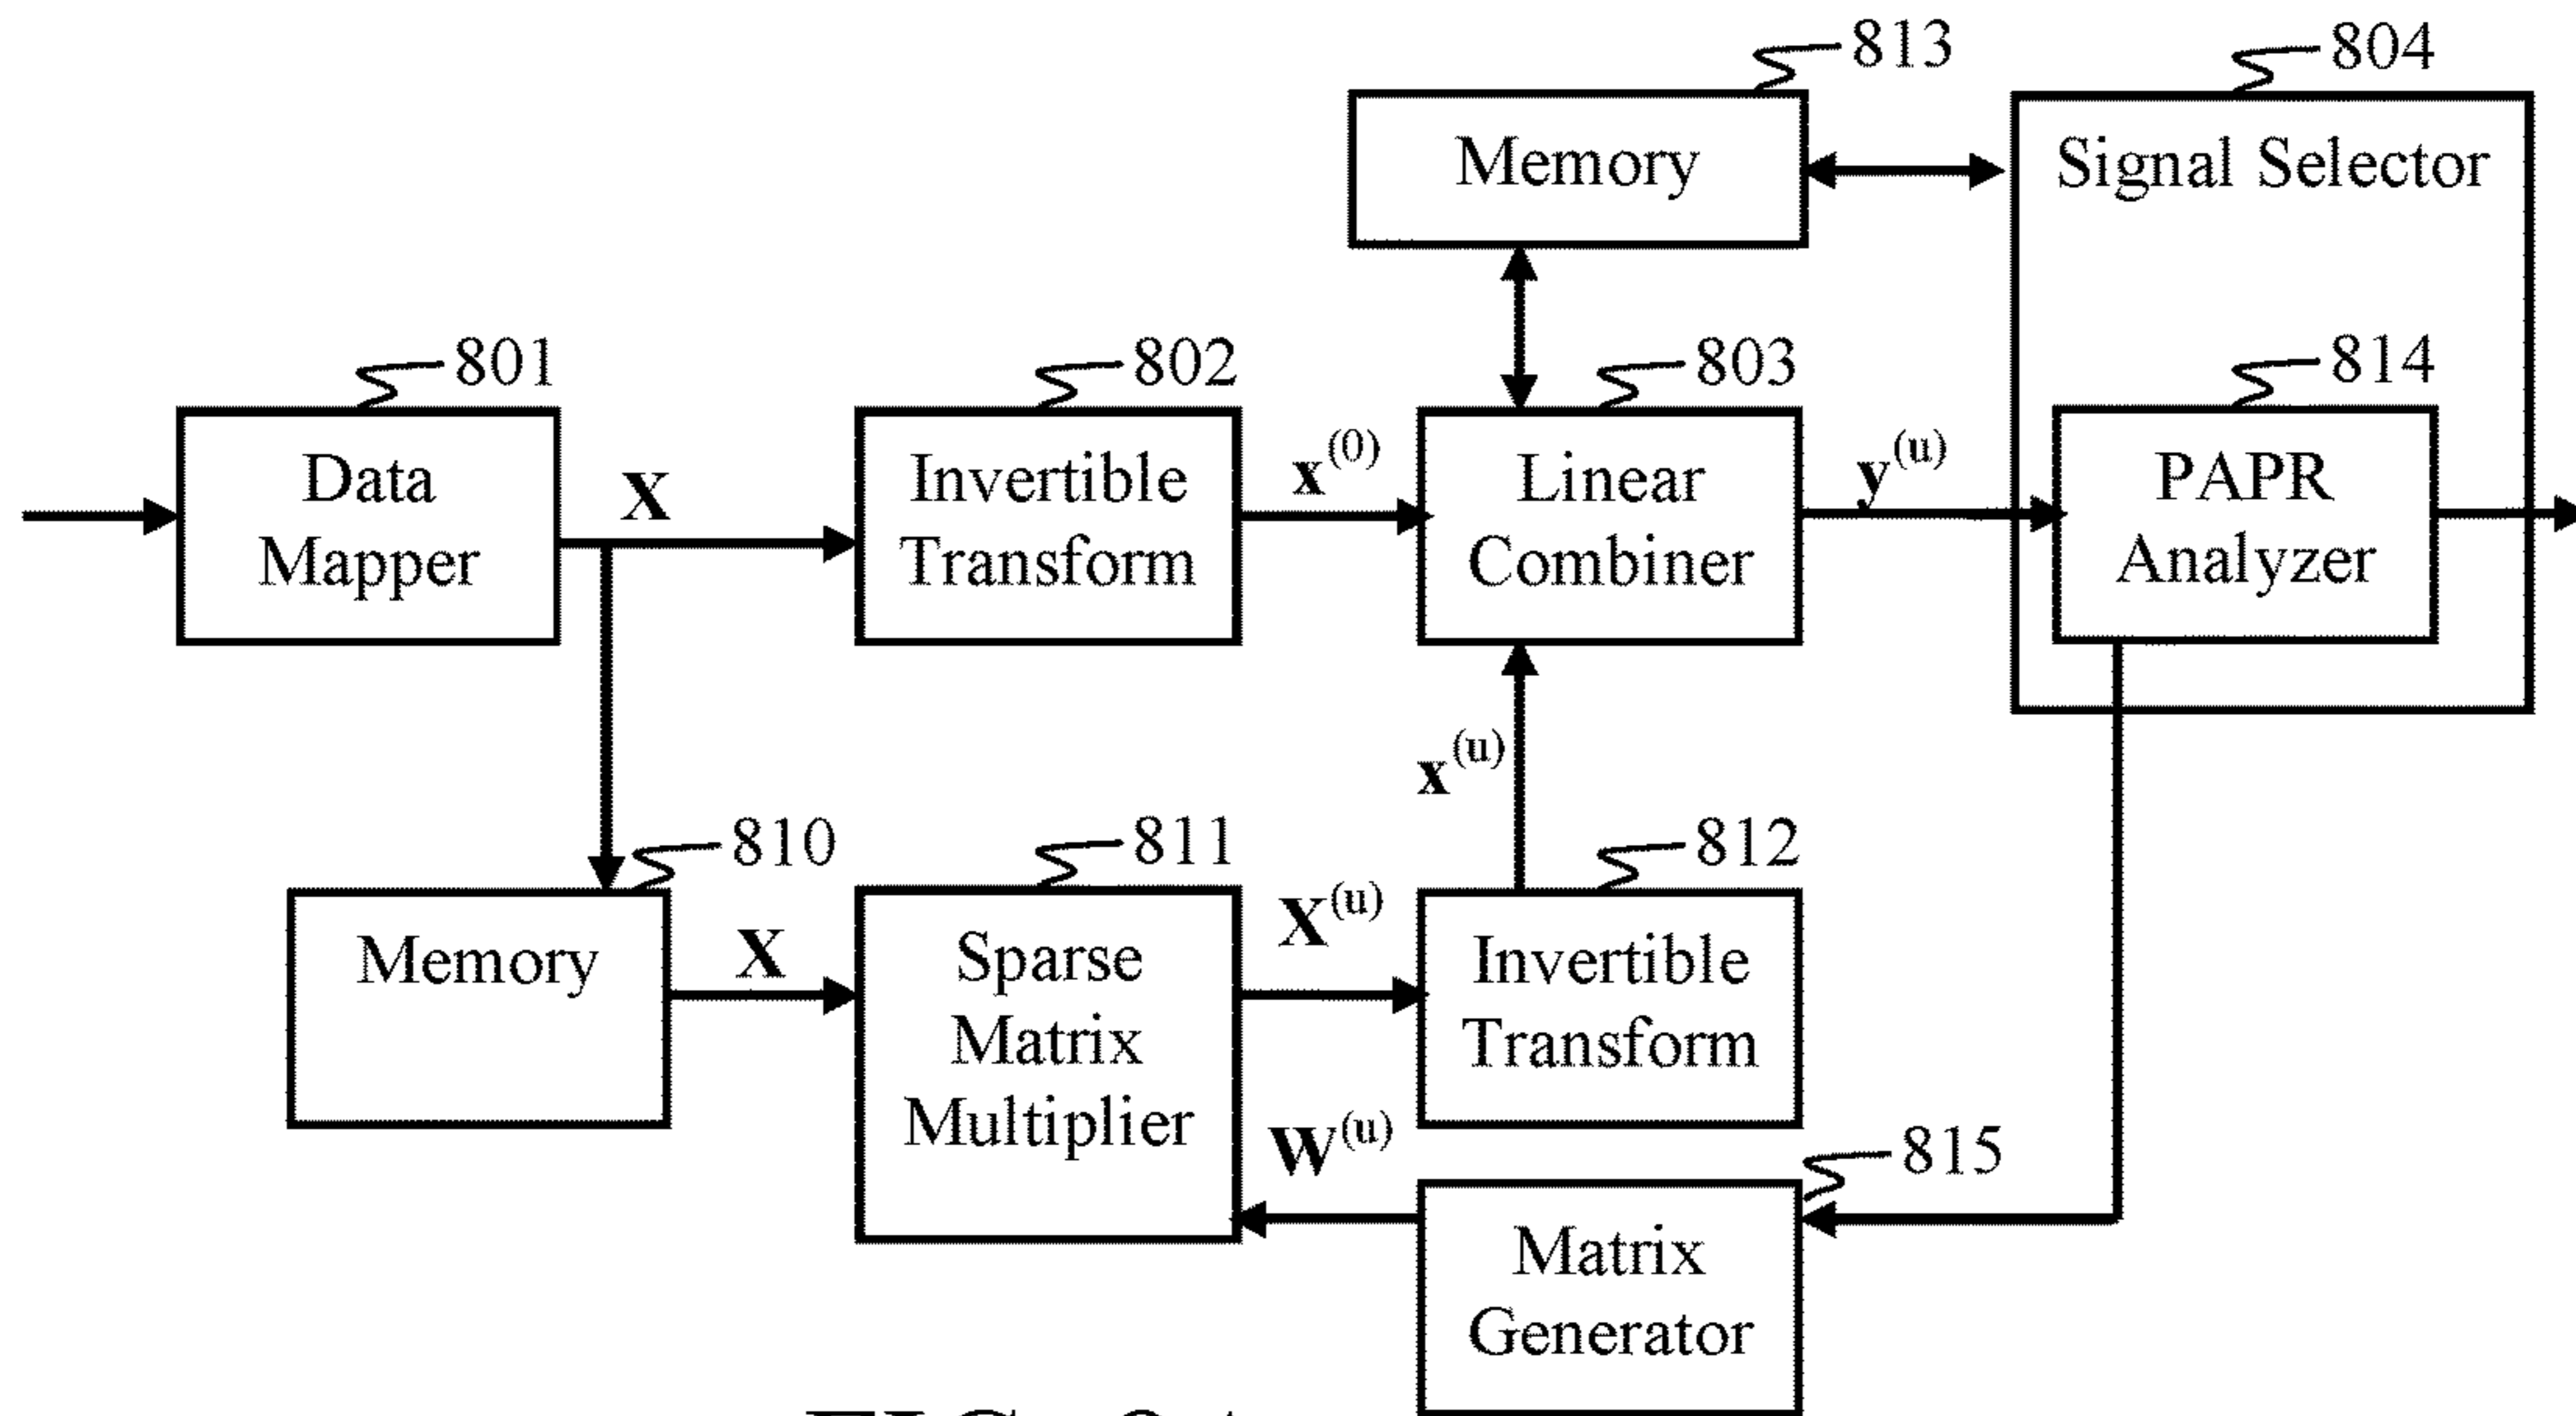 813
804
Memory
Signal Selector
801
802
803
814
Data
Mapper
X
Invertible
Transform
x(0)
Linear
Combiner
y(u)
PAPR
Analyzer
x(u)
810
811
812
Memory
X
Sparse
Matrix
Multiplier
X(u)
Invertible
Transform
W(u)
815
Matrix
Generator